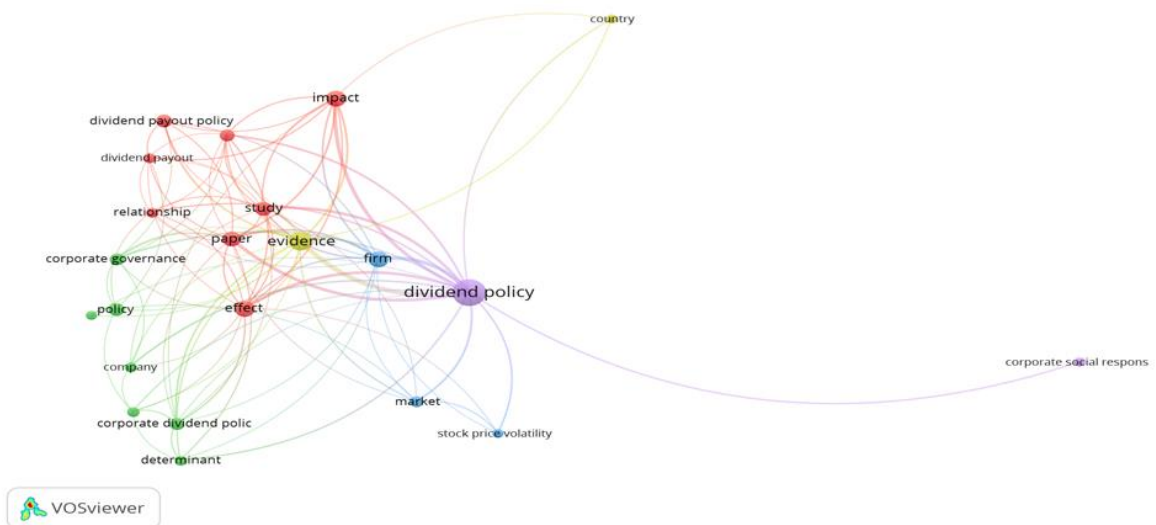 country
impact
dividend payout policy
dividend payout
study
relationship
paper
evidence
corporate governance
firm
dividend policy
policy
effect
corporate social respons
company
market
corporate dividend polic
stock price volatility
determinant
VOSviewer